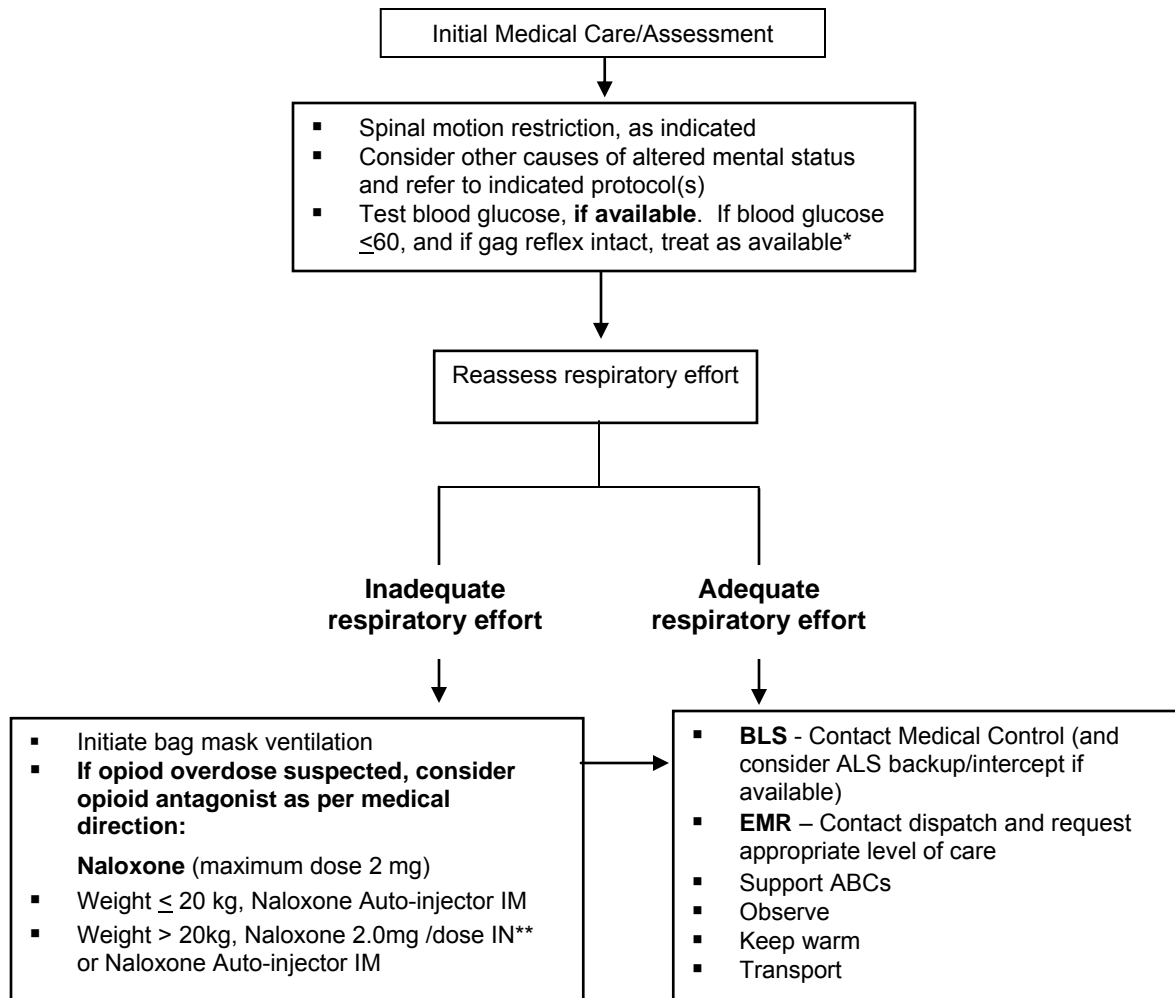 Initial Medical Care/Assessment
▪ Spinal motion restriction, as indicated
▪ Consider other causes of altered mental status
and refer to indicated protocol(s)
▪ Test blood glucose, if available. If blood glucose
≤60, and if gag reflex intact, treat as available*
Reassess respiratory effort
Inadequate
respiratory effort
Adequate
respiratory effort
▪ Initiate bag mask ventilation
▪ If opiod overdose suspected, consider
opioid antagonist as per medical
direction:
Naloxone (maximum dose 2 mg)
▪ Weight ≤ 20 kg, Naloxone Auto-injector IM
▪ Weight > 20kg, Naloxone 2.0mg /dose IN**
or Naloxone Auto-injector IM
▪ BLS - Contact Medical Control (and
consider ALS backup/intercept if
available)
▪ EMR – Contact dispatch and request
appropriate level of care
▪ Support ABCs
▪ Observe
▪ Keep warm
▪ Transport